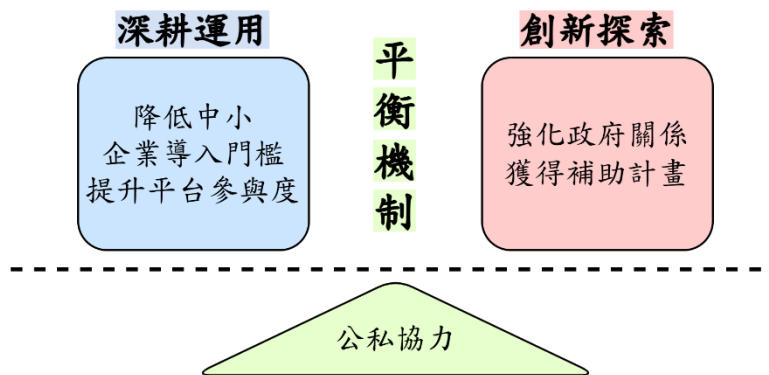 深耕運用
降低中小
企業導入門檻
提升平台參與度
平衡機制
創新探索
強化政府關係
獲得補助計畫
公私協力